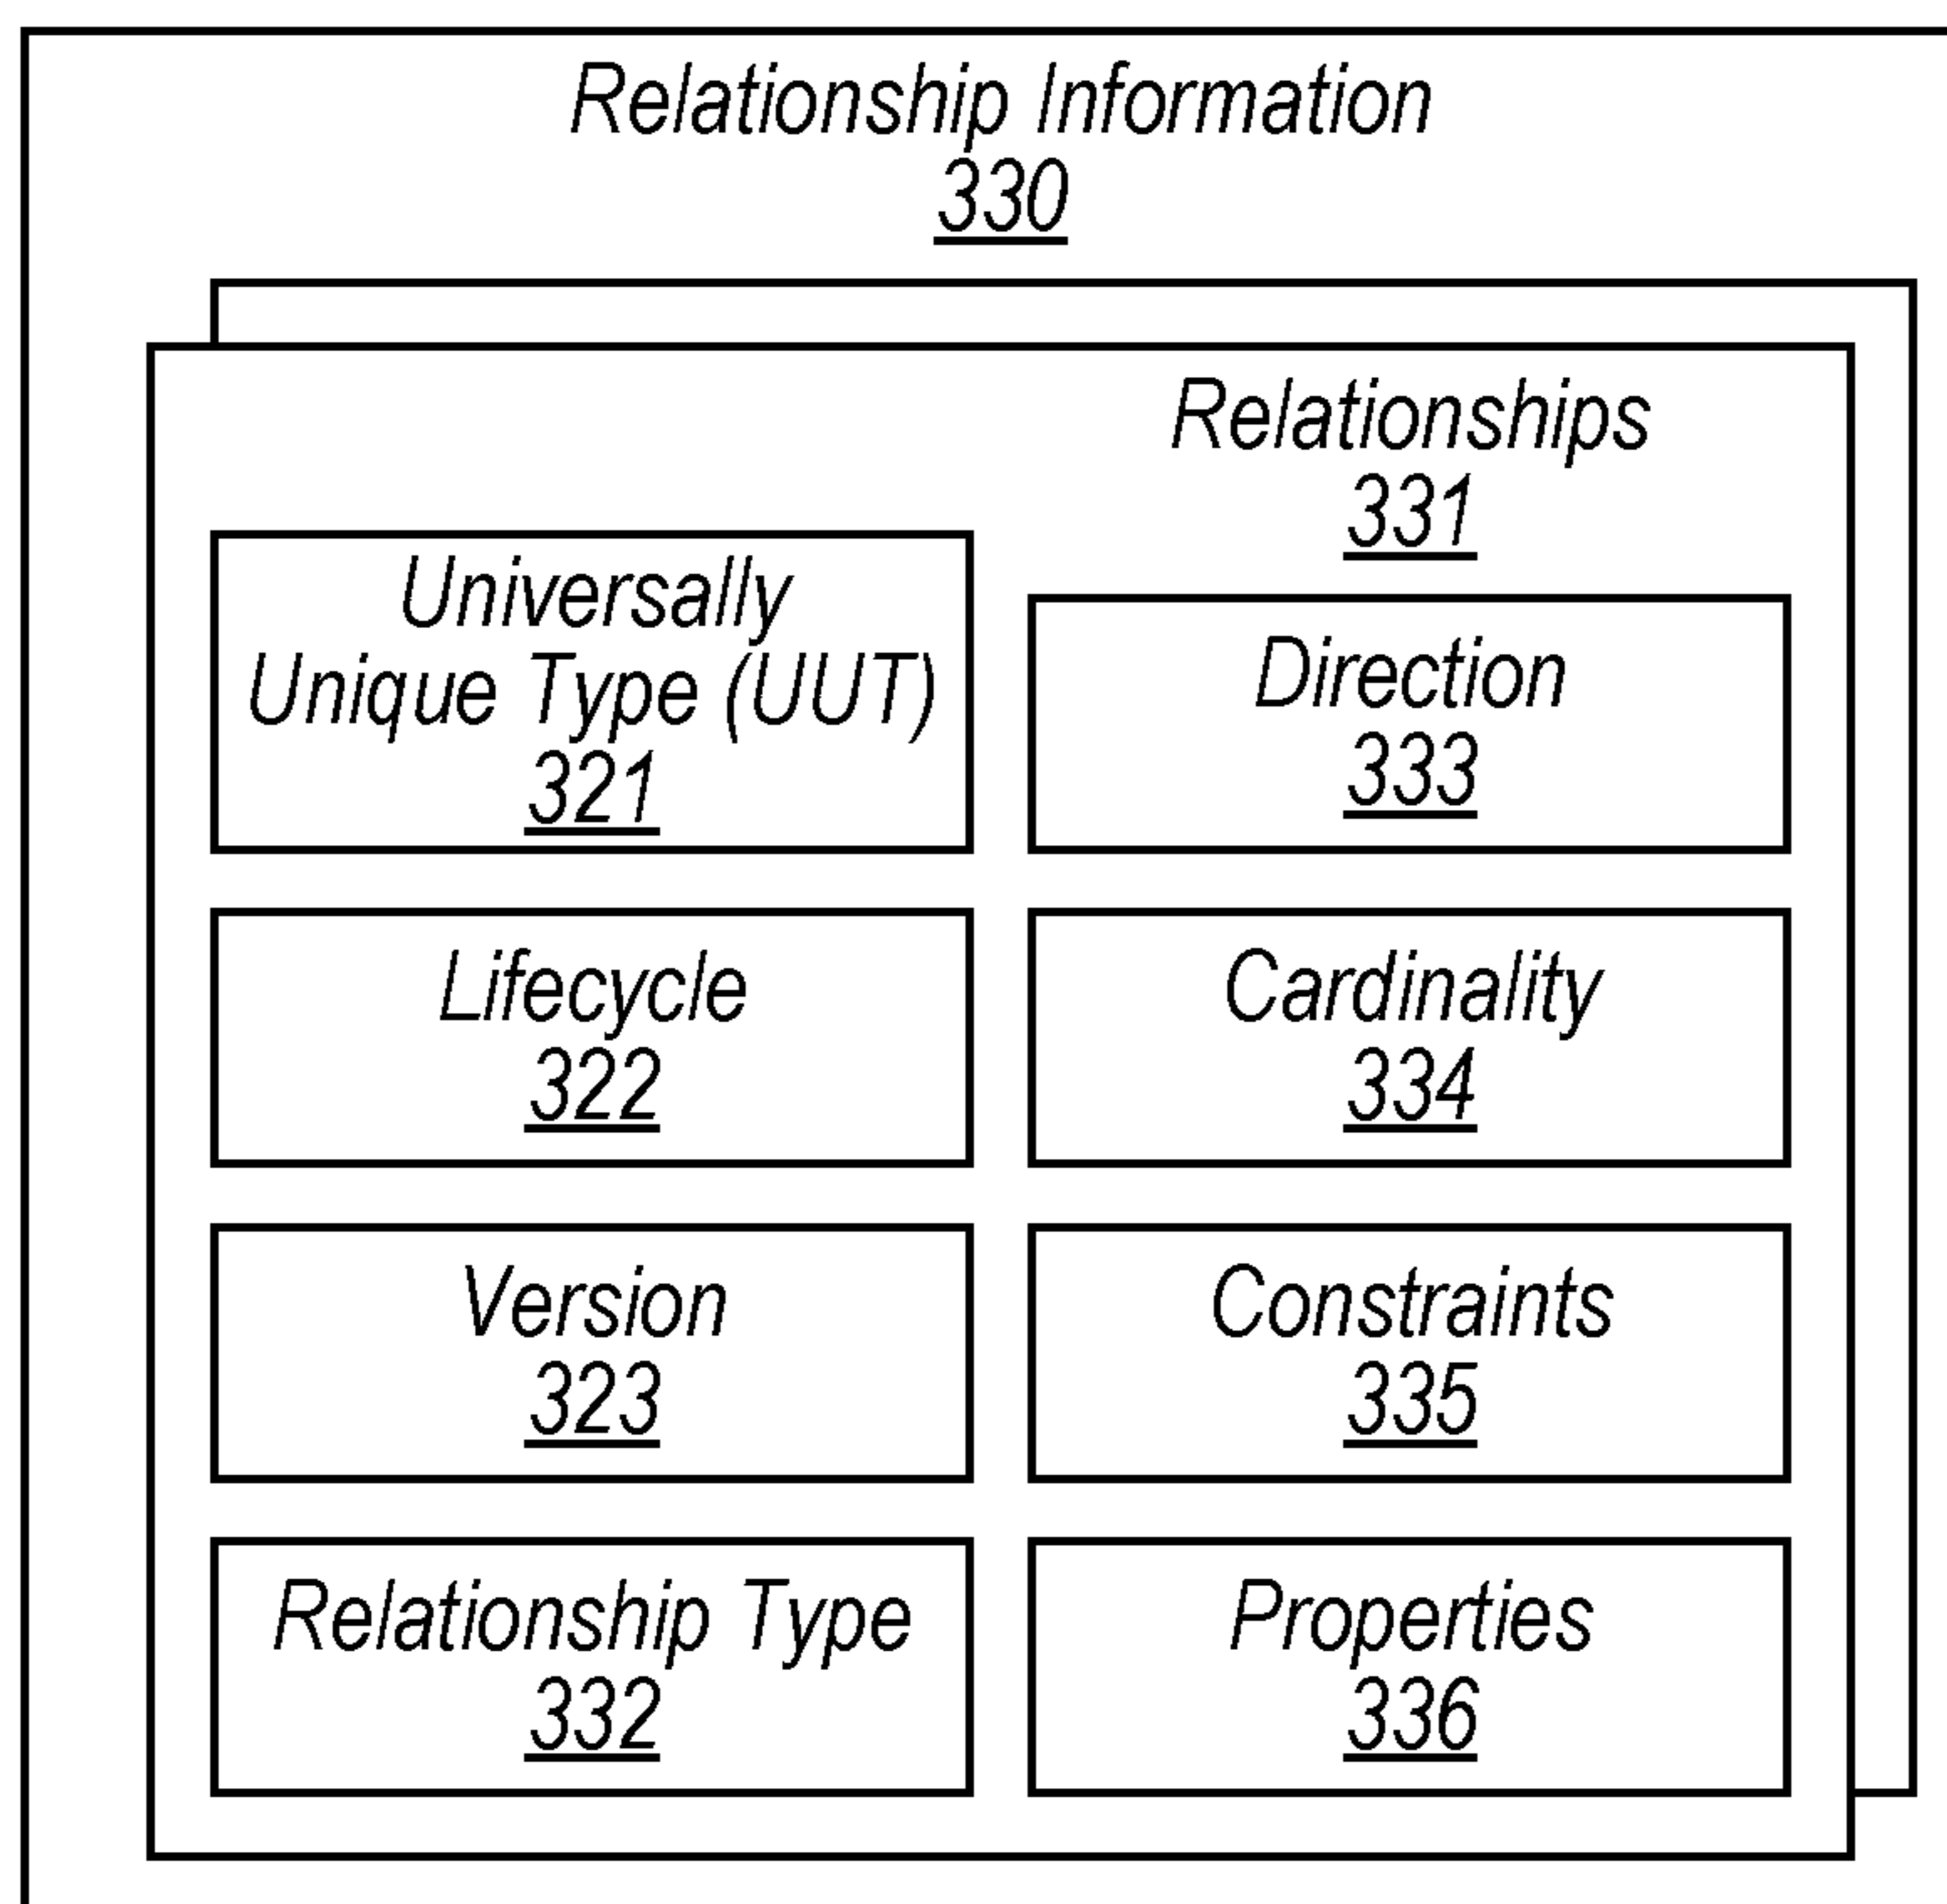 Relationship Information
330
Relationships
331
Universally
Unique Type (UUT)
321
Direction
333
Lifecycle
322
Cardinality
334
Version
323
Constraints
335
Relationship Type
332
Properties
336